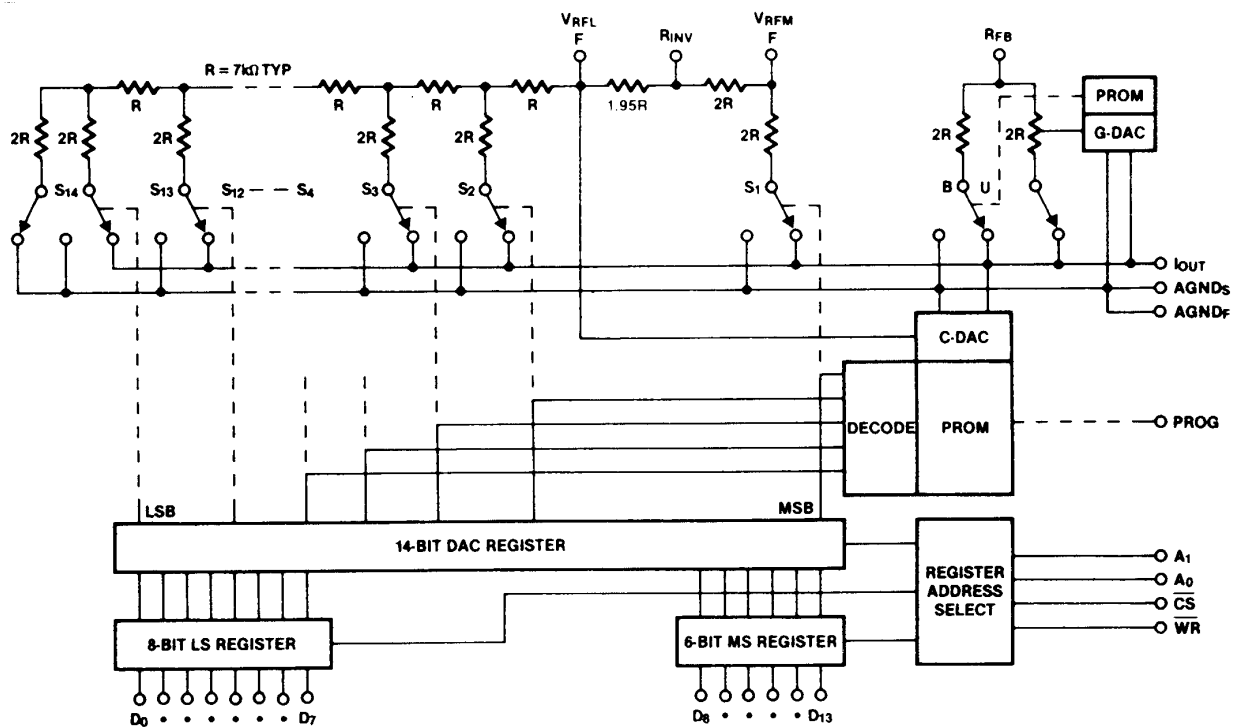 VRFL
F
RINV
VRFM
F
RFB
R = 7kΩ TYP
R
R
R
R
1.95R
2R
PROM
G-DAC
2R
2R
2R
2R
2R
2R
2R
2R
S14
S13
S12 — — S4
S3
S2
S1
B
U
IOUT
AGNDS
AGNDF
C-DAC
DECODE
PROM
PROG
LSB
MSB
14-BIT DAC REGISTER
REGISTER
ADDRESS
SELECT
A1
A0
CS
WR
8-BIT LS REGISTER
6-BIT MS REGISTER
D0 • • • • • • D7
D8 • • • • D13